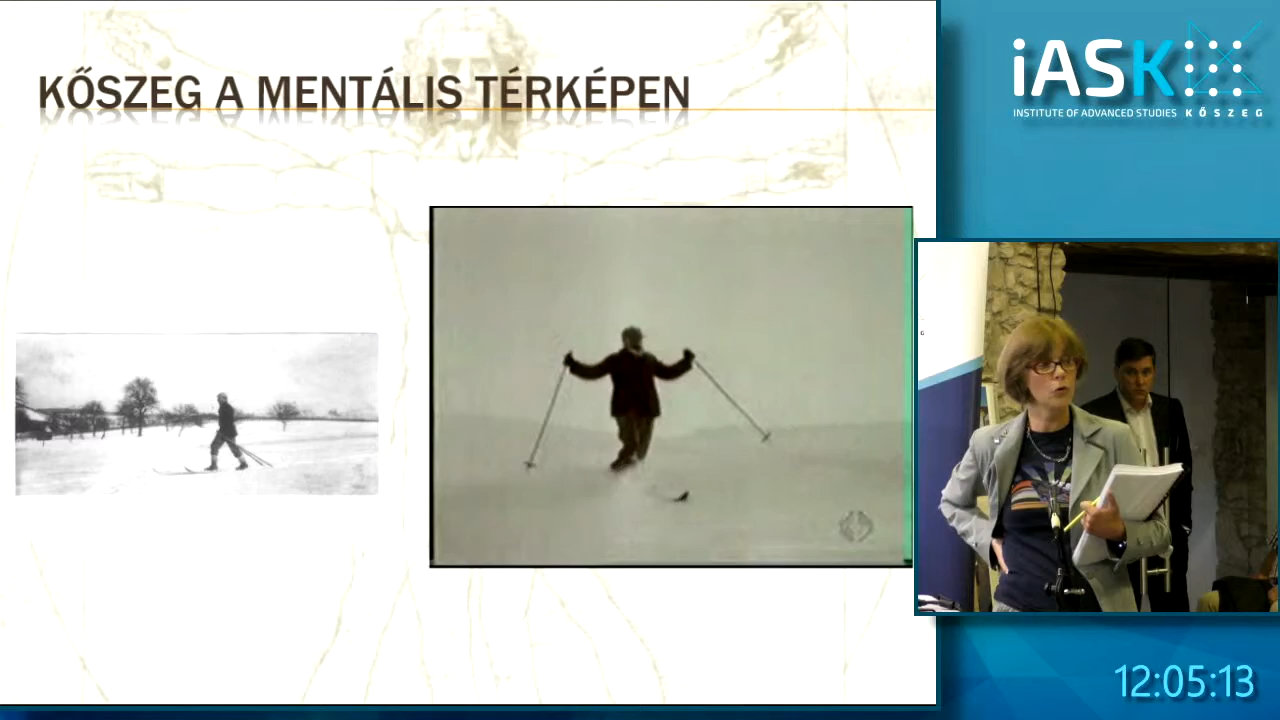 KŐSZEG A MENTÁLIS TÉRKÉPEN
iASK
INSTITUTE OF ADVANCED STUDIES KŐSZEG
12:05:13